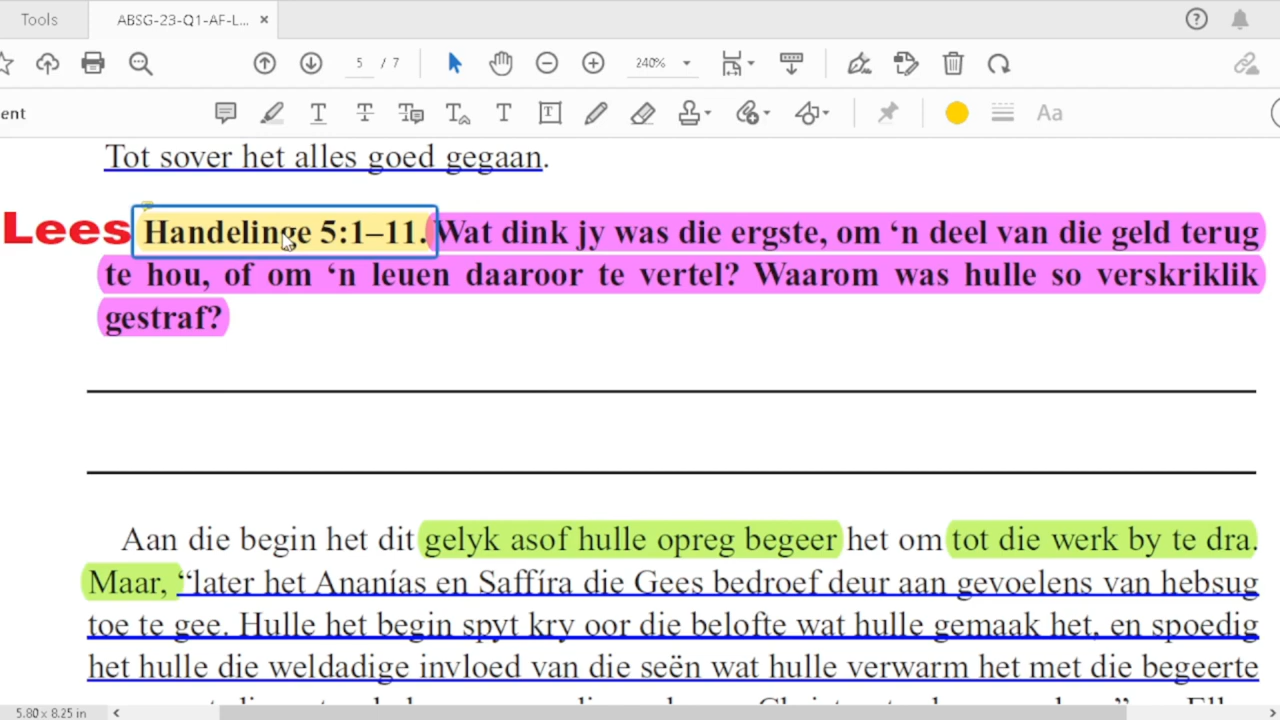 Tools ABSG-23-Q1-AF-L... ×
5 / 7 240%
ent T T T T T Aa
Tot sover het alles goed gegaan.
Lees Handelinge 5:1–11. Wat dink jy was die ergste, om ‘n deel van die geld terug
te hou, of om ‘n leuen daaroor te vertel? Waarom was hulle so verskriklik
gestraf?
Aan die begin het dit gelyk asof hulle opreg begeer het om tot die werk by te dra.
Maar, “later het Ananías en Saffíra die Gees bedroef deur aan gevoelens van hebsug
toe te gee. Hulle het begin spyt kry oor die belofte wat hulle gemaak het, en spoedig
het hulle die weldadige invloed van die seën wat hulle verwarm het met die begeerte
5.80 x 8.25 in